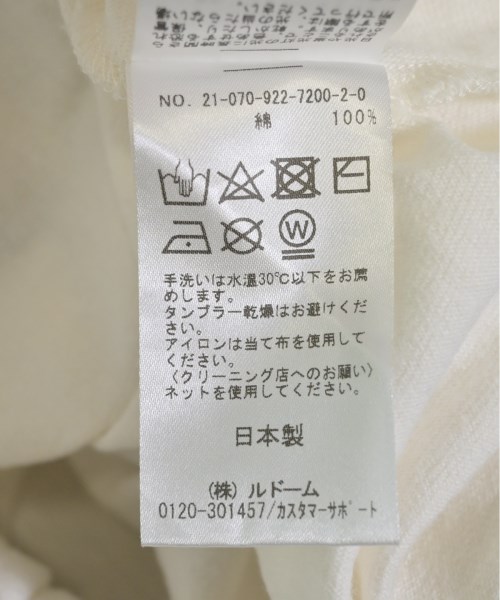 NO. 21-070-922-7200-2-0
綿 100%
手洗いは水温30℃以下をお薦
めします。
タンブラー乾燥はお避けくだ
さい。
アイロンは当て布を使用して
ください。
〈クリーニング店へのお願い〉
ネットを使用してください。
日本製
(株) ルドーム
0120-301457/カスタマーサポート